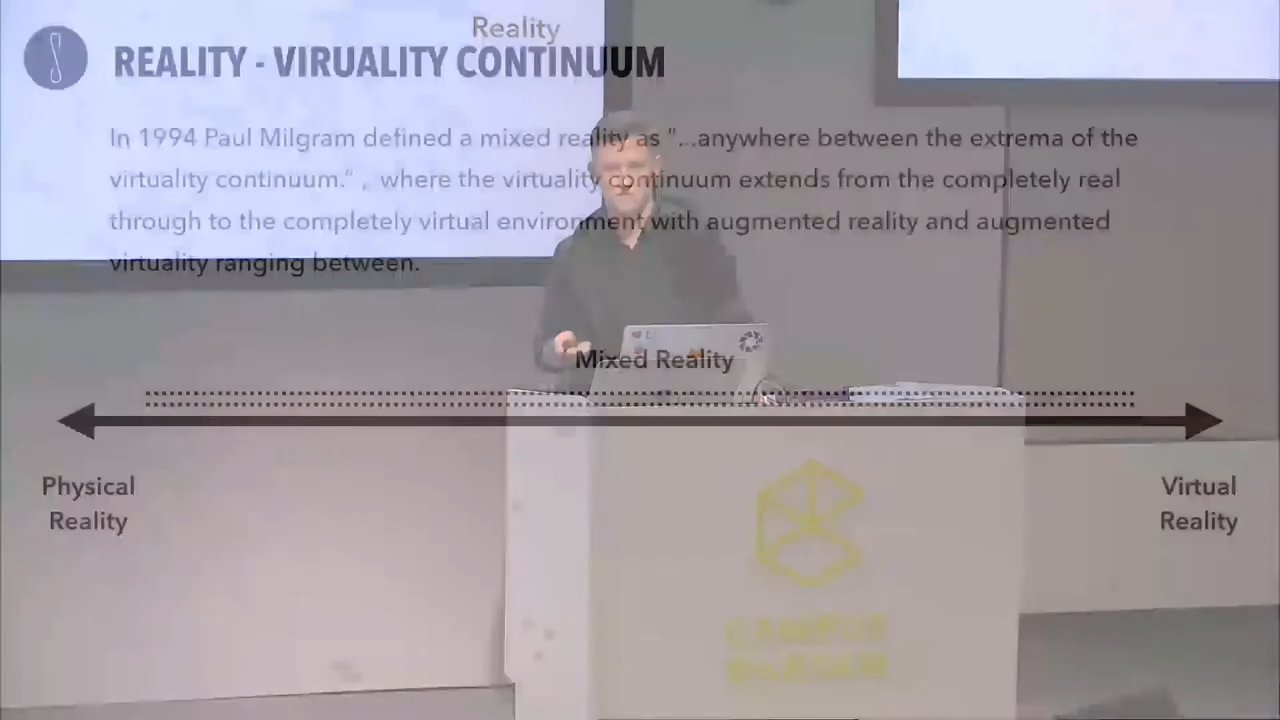 Reality
REALITY - VIRUALITY CONTINUUM
In 1994 Paul Milgram defined a mixed reality as "...anywhere between the extrema of the
virtuality continuum." , where the virtuality continuum extends from the completely real
through to the completely virtual environment with augmented reality and augmented
virtuality ranging between.
Mixed Reality
Physical
Reality
Virtual
Reality